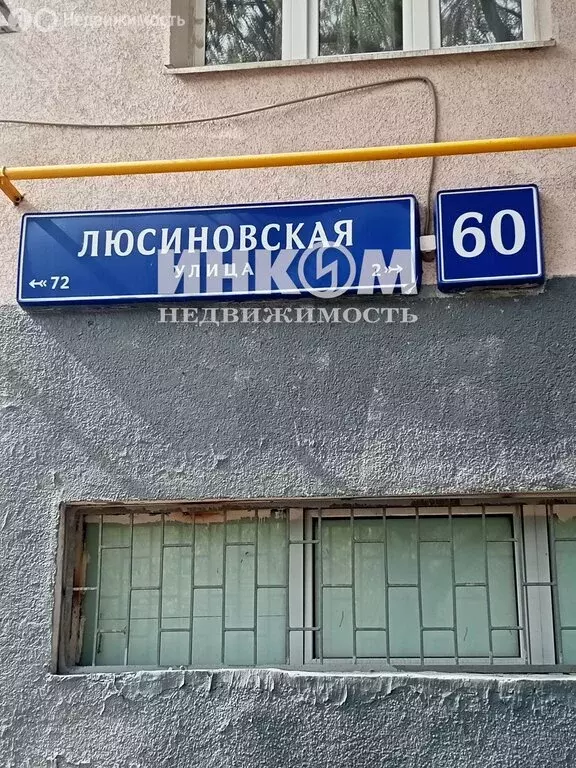 Недвижимость
ЛЮСИНОВСКАЯ
УЛИЦА
72
2
60
ИНКОМ
НЕДВИЖИМОСТЬ